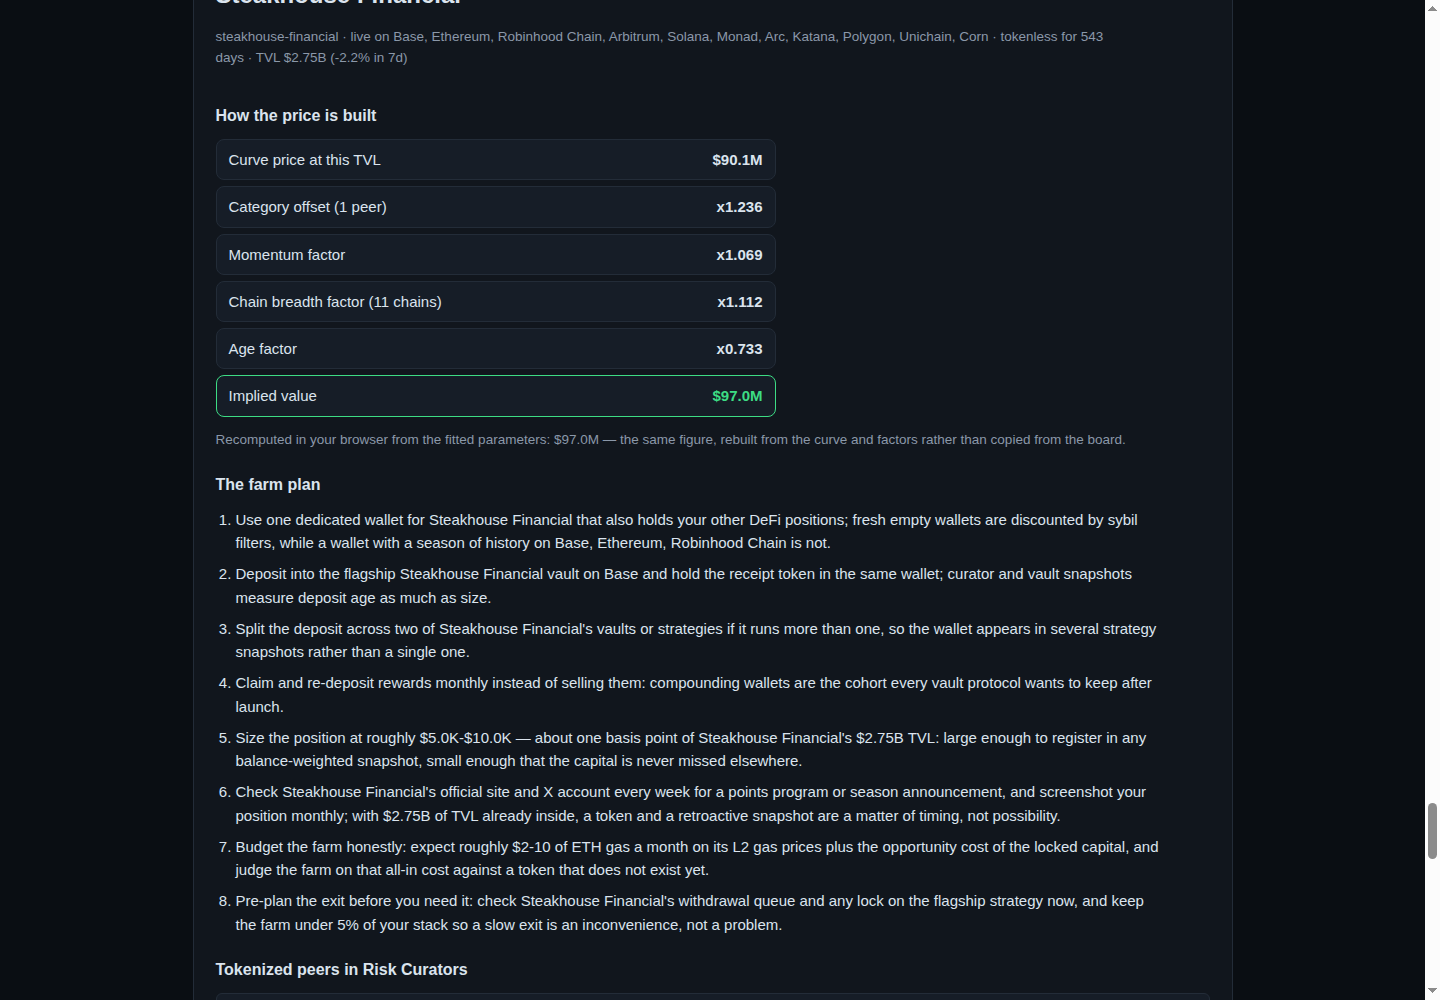 Steakhouse Financial
steakhouse-financial · live on Base, Ethereum, Robinhood Chain, Arbitrum, Solana, Monad, Arc, Katana, Polygon, Unichain, Corn · tokenless for 543
days · TVL $2.75B (-2.2% in 7d)
How the price is built
Curve price at this TVL $90.1M
Category offset (1 peer) x1.236
Momentum factor x1.069
Chain breadth factor (11 chains) x1.112
Age factor x0.733
Implied value $97.0M
Recomputed in your browser from the fitted parameters: $97.0M — the same figure, rebuilt from the curve and factors rather than copied from the board.
The farm plan
1. Use one dedicated wallet for Steakhouse Financial that also holds your other DeFi positions; fresh empty wallets are discounted by sybil
filters, while a wallet with a season of history on Base, Ethereum, Robinhood Chain is not.
2. Deposit into the flagship Steakhouse Financial vault on Base and hold the receipt token in the same wallet; curator and vault snapshots
measure deposit age as much as size.
3. Split the deposit across two of Steakhouse Financial's vaults or strategies if it runs more than one, so the wallet appears in several strategy
snapshots rather than a single one.
4. Claim and re-deposit rewards monthly instead of selling them: compounding wallets are the cohort every vault protocol wants to keep after
launch.
5. Size the position at roughly $5.0K-$10.0K — about one basis point of Steakhouse Financial's $2.75B TVL: large enough to register in any
balance-weighted snapshot, small enough that the capital is never missed elsewhere.
6. Check Steakhouse Financial's official site and X account every week for a points program or season announcement, and screenshot your
position monthly; with $2.75B of TVL already inside, a token and a retroactive snapshot are a matter of timing, not possibility.
7. Budget the farm honestly: expect roughly $2-10 of ETH gas a month on its L2 gas prices plus the opportunity cost of the locked capital, and
judge the farm on that all-in cost against a token that does not exist yet.
8. Pre-plan the exit before you need it: check Steakhouse Financial's withdrawal queue and any lock on the flagship strategy now, and keep
the farm under 5% of your stack so a slow exit is an inconvenience, not a problem.
Tokenized peers in Risk Curators